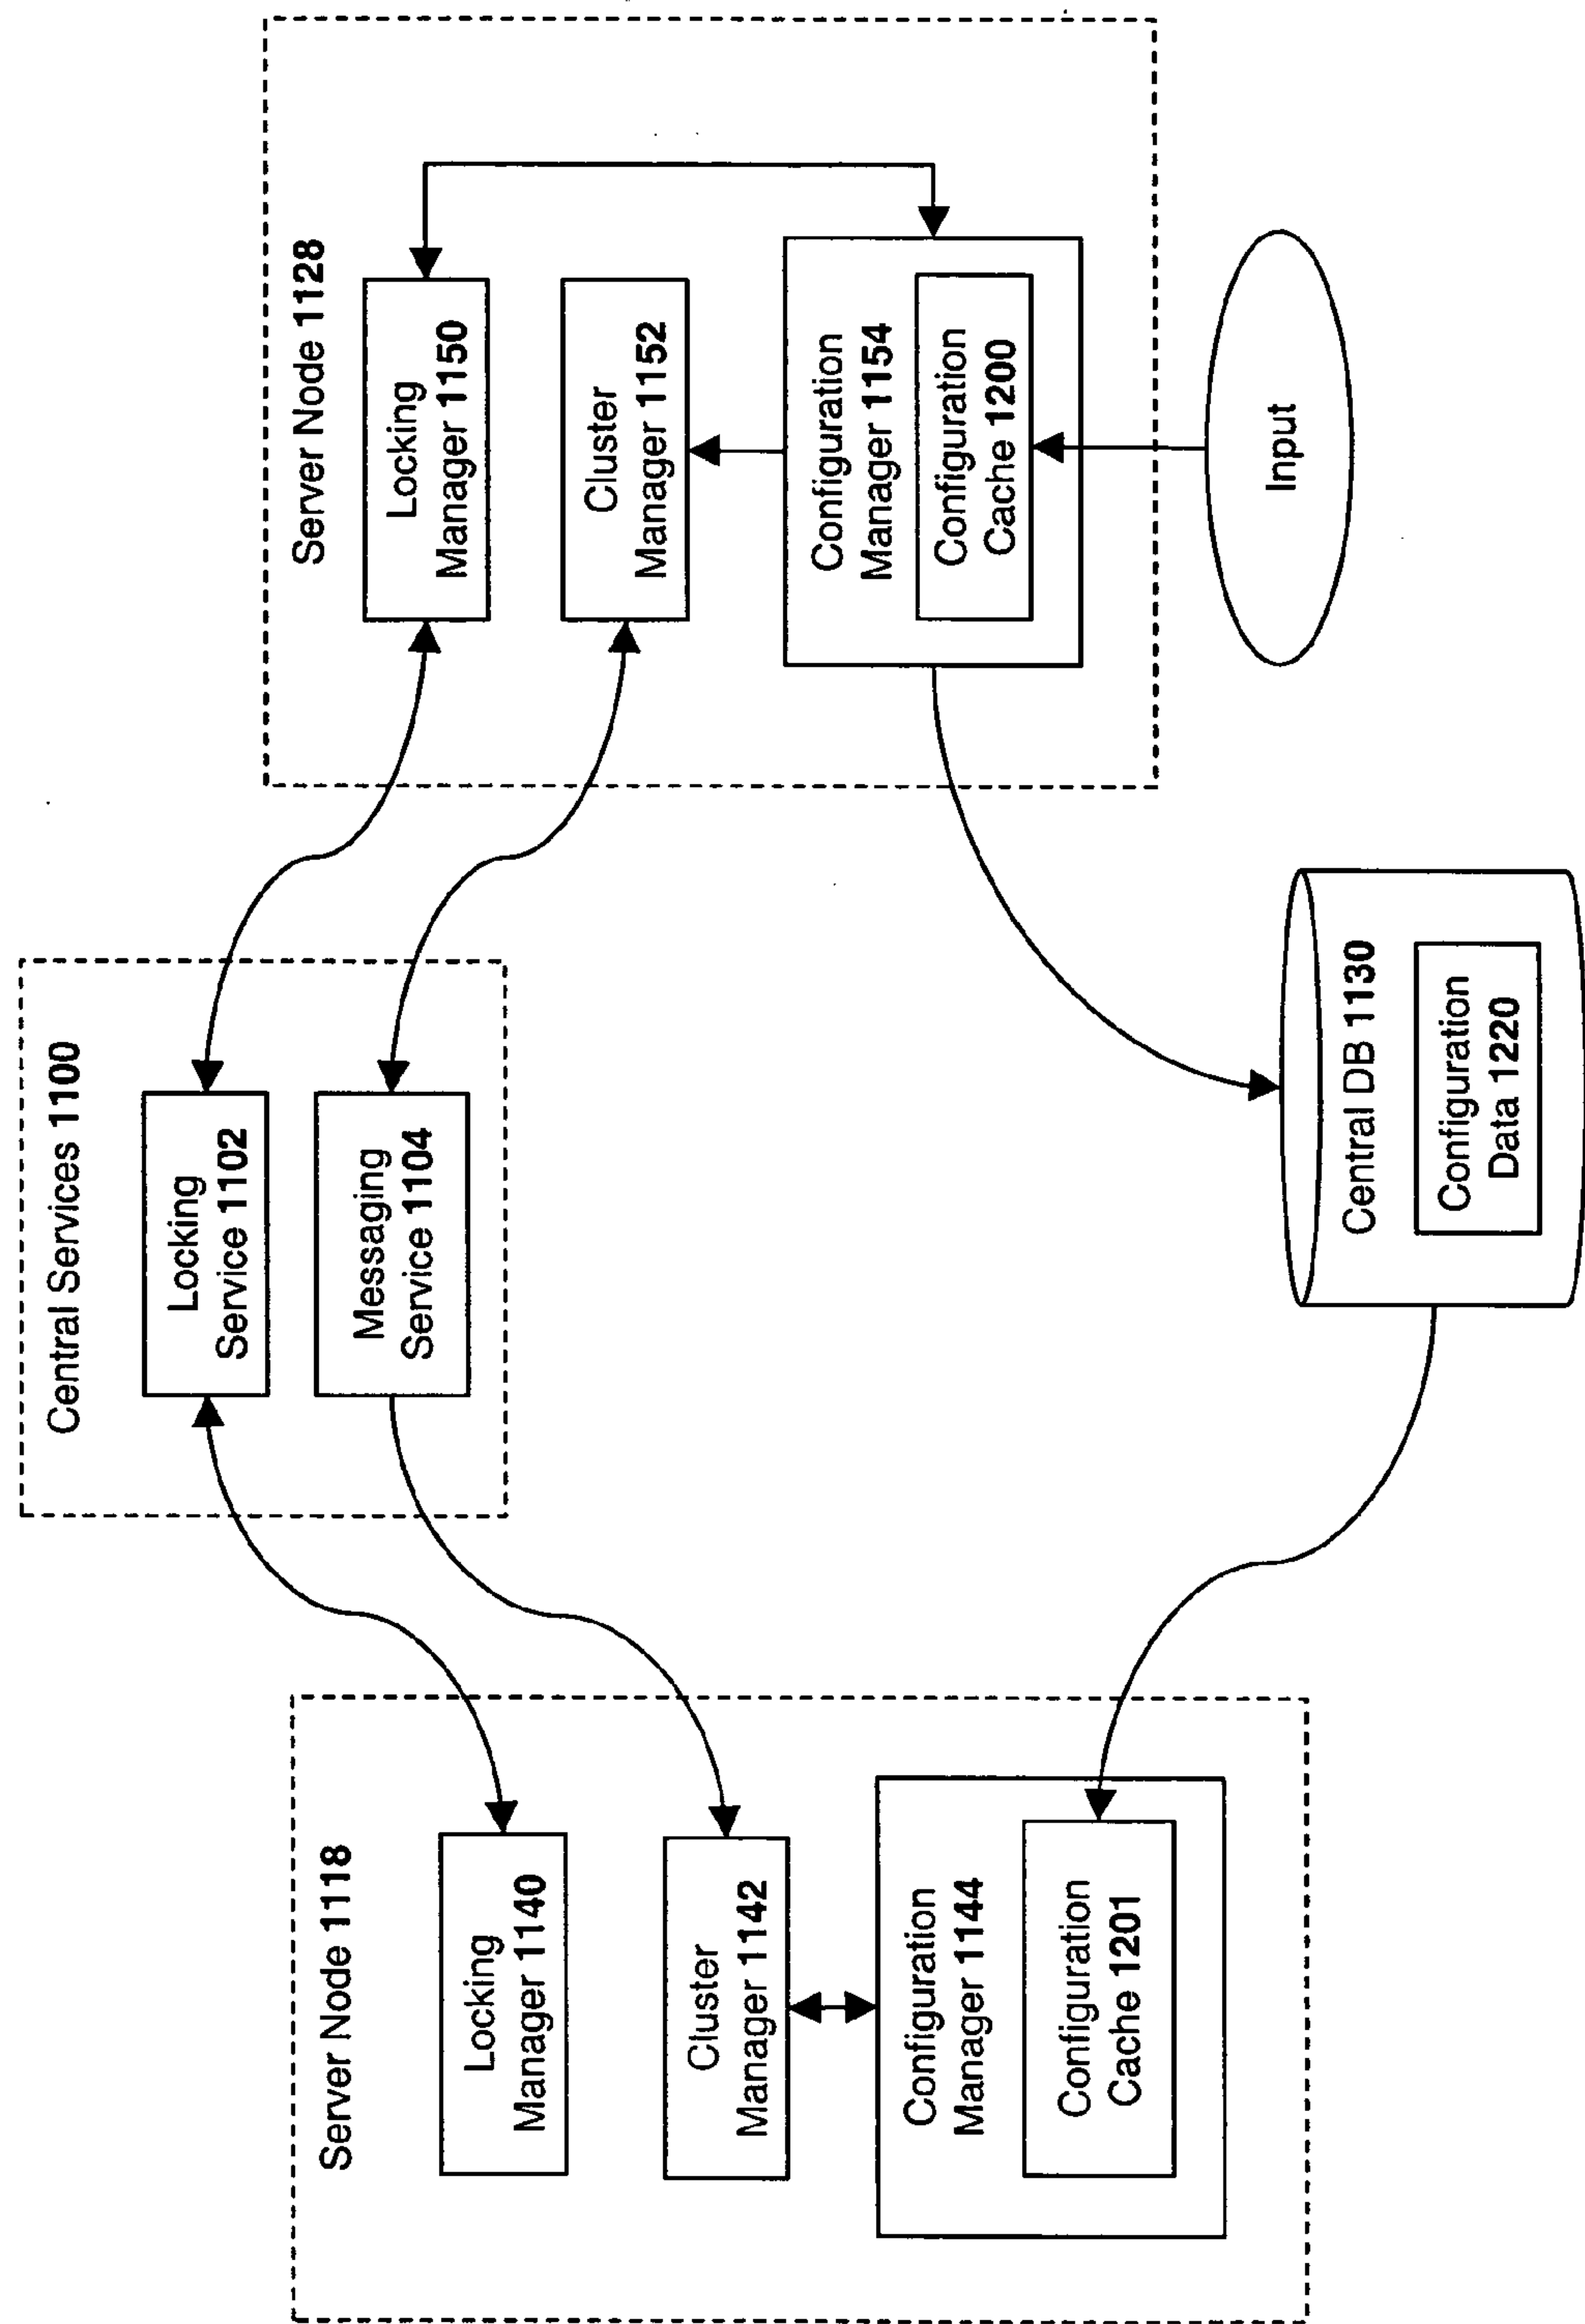 Central Services 1100
Locking
Service 1102
Messaging
Service 1104
Server Node 1118
Locking
Manager 1140
Cluster
Manager 1142
Configuration
Manager 1144
Configuration
Cache 1201
Server Node 1128
Locking
Manager 1150
Cluster
Manager 1152
Configuration
Manager 1154
Configuration
Cache 1200
Central DB 1130
Configuration
Data 1220
Input